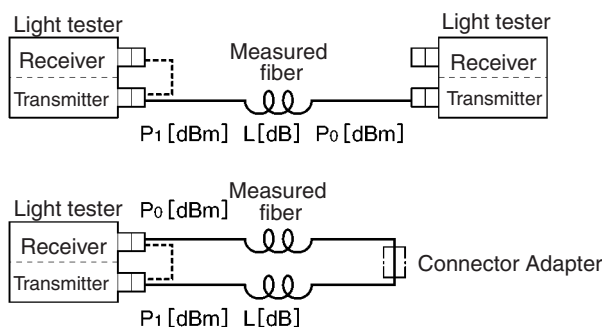 Light tester
Light tester
Receiver
Measured
fiber
Receiver
Transmitter
Transmitter
P1 [dBm] L[dB] P0 [dBm]
Light tester
P0 [dBm]
Measured
fiber
Receiver
Connector Adapter
Transmitter
P1 [dBm] L[dB]